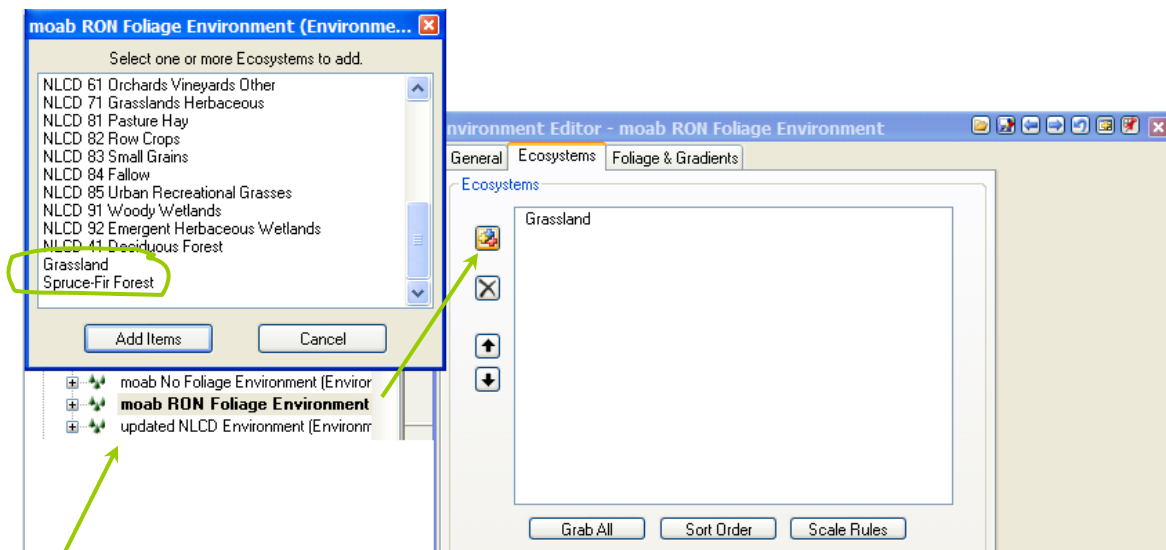 moab RON Foliage Environment (Environme...
Select one or more Ecosystems to add.
NLCD 61 Orchards Vineyards Other
NLCD 71 Grasslands Herbaceous
NLCD 81 Pasture Hay
NLCD 82 Row Crops
NLCD 83 Small Grains
NLCD 84 Fallow
NLCD 85 Urban Recreational Grasses
NLCD 91 Woody Wetlands
NLCD 92 Emergent Herbaceous Wetlands
NLCD 41 Deciduous Forest
Grassland
Spruce-Fir Forest
Add Items Cancel
moab No Foliage Environment (Environ
moab RON Foliage Environment
updated NLCD Environment (Environm
nvironment Editor - moab RON Foliage Environment
General Ecosystems Foliage & Gradients
Ecosystems
Grassland
Grab All Sort Order Scale Rules